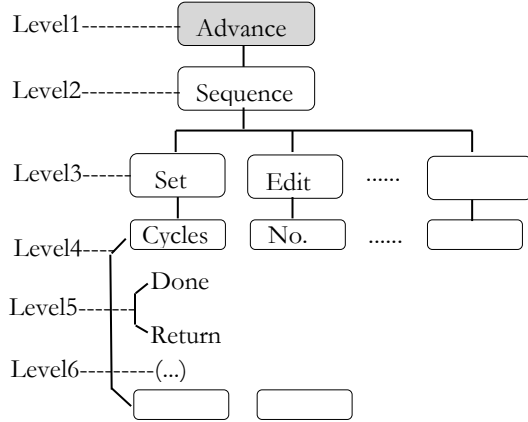 Level1 Advance
Level2 Sequence
Level3 Set Edit ......
Level4 Cycles No. ......
Done
Level5
Return
Level6 (...)